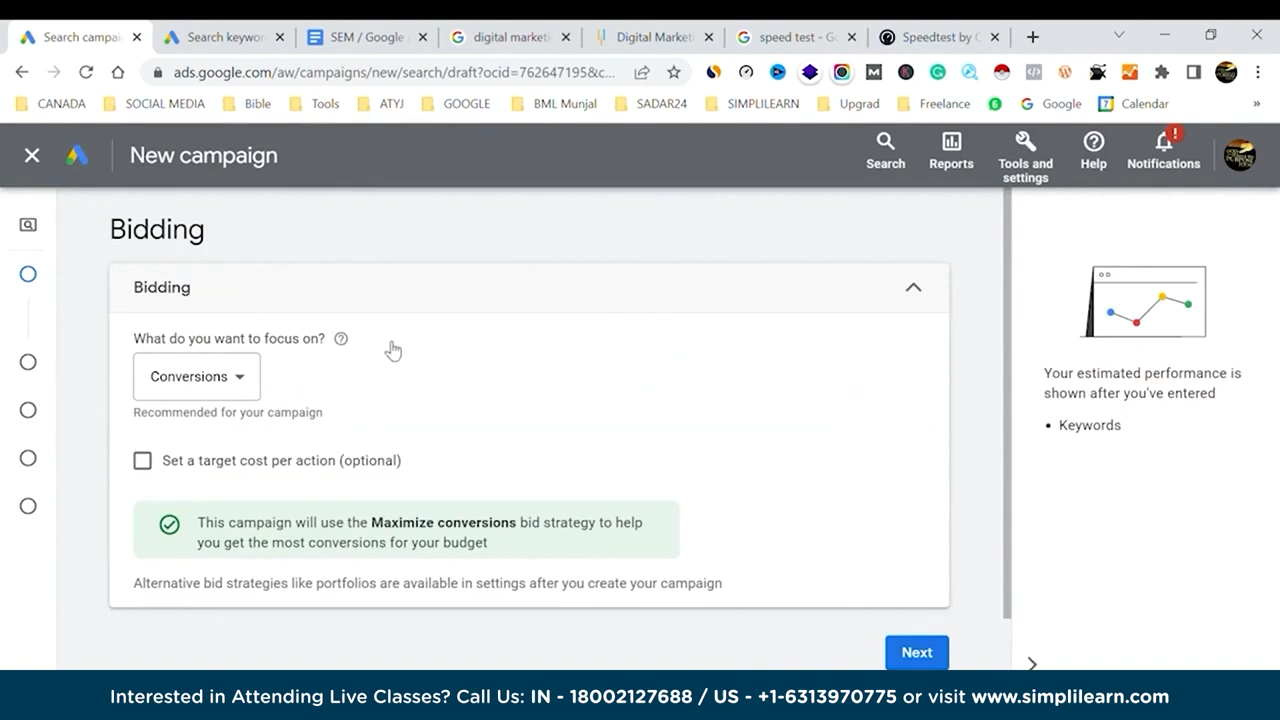 Search campai
Search keywor
SEM / Google
digital marketi
Digital Marketi
speed test - Go
Speedtest by O
ads.google.com/aw/campaigns/new/search/draft?ocid=762647195&c...
CANADA
SOCIAL MEDIA
Bible
Tools
ATYJ
GOOGLE
BML Munjal
SADAR24
SIMPLILEARN
Upgrad
Freelance
Google
Calendar
New campaign
Search
Reports
Tools and
settings
Help
Notifications
Bidding
Bidding
What do you want to focus on?
Conversions
Recommended for your campaign
Set a target cost per action (optional)
This campaign will use the Maximize conversions bid strategy to help
you get the most conversions for your budget
Alternative bid strategies like portfolios are available in settings after you create your campaign
Next
Your estimated performance is
shown after you've entered
• Keywords
Interested in Attending Live Classes? Call Us: IN - 18002127688 / US - +1-6313970775 or visit www.simplilearn.com